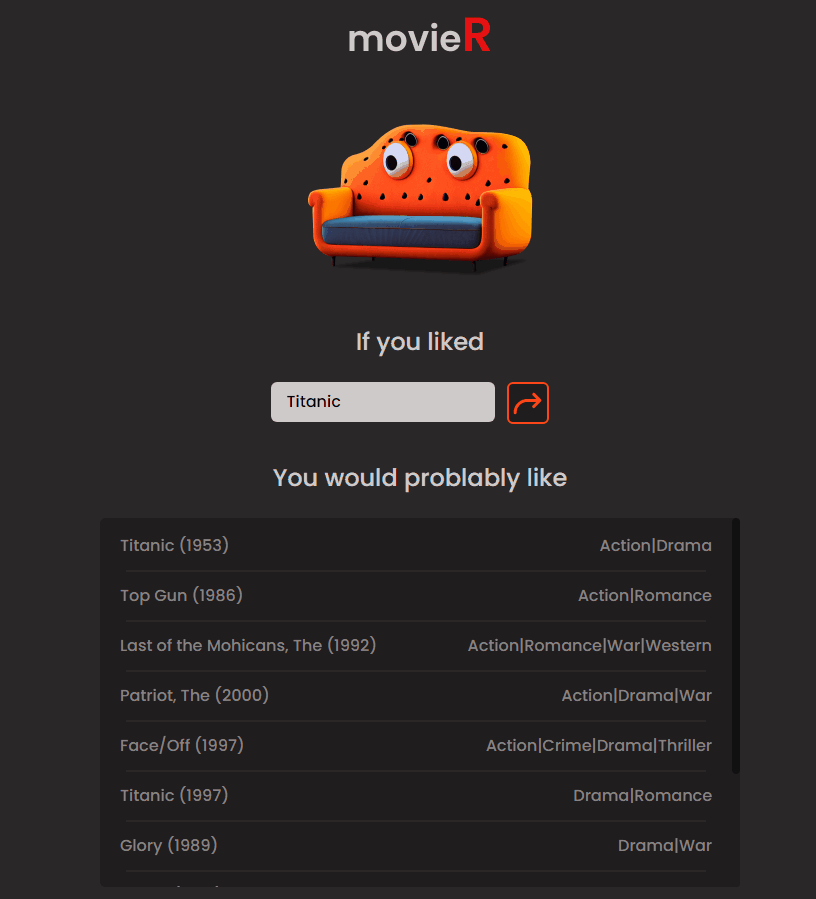 movieR
If you liked
Titanic
You would problably like
Titanic (1953) Action|Drama
Top Gun (1986) Action|Romance
Last of the Mohicans, The (1992) Action|Romance|War|Western
Patriot, The (2000) Action|Drama|War
Face/Off (1997) Action|Crime|Drama|Thriller
Titanic (1997) Drama|Romance
Glory (1989) Drama|War